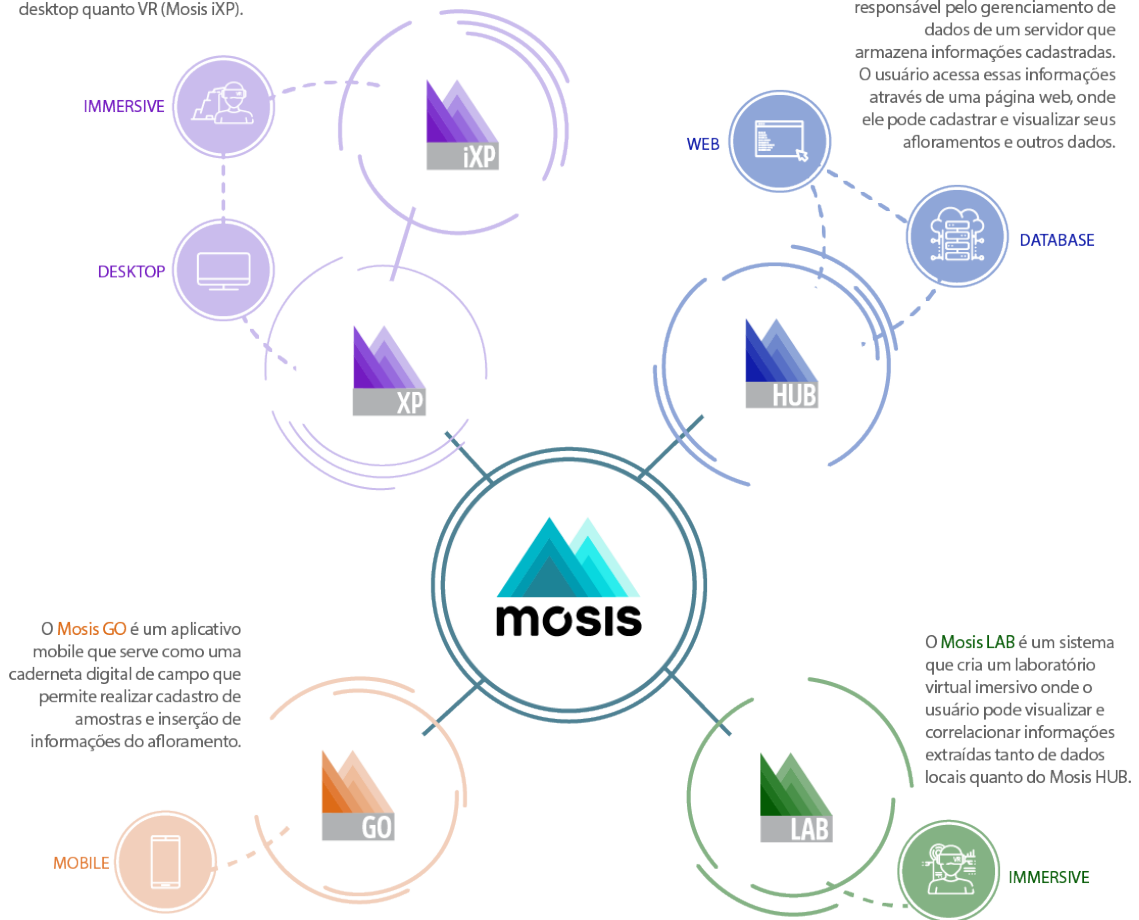 desktop quanto VR (Mosis iXP).
responsável pelo gerenciamento de
dados de um servidor que
armazena informações cadastradas.
O usuário acessa essas informações
através de uma página web, onde
ele pode cadastrar e visualizar seus
afloramentos e outros dados.
IMMERSIVE
iXP
WEB
DATABASE
DESKTOP
XP
HUB
mosis
O Mosis GO é um aplicativo
mobile que serve como uma
caderneta digital de campo que
permite realizar cadastro de
amostras e inserção de
informações do afloramento.
O Mosis LAB é um sistema
que cria um laboratório
virtual imersivo onde o
usuário pode visualizar e
correlacionar informações
extraídas tanto de dados
locais quanto do Mosis HUB.
GO
LAB
MOBILE
VR
IMMERSIVE